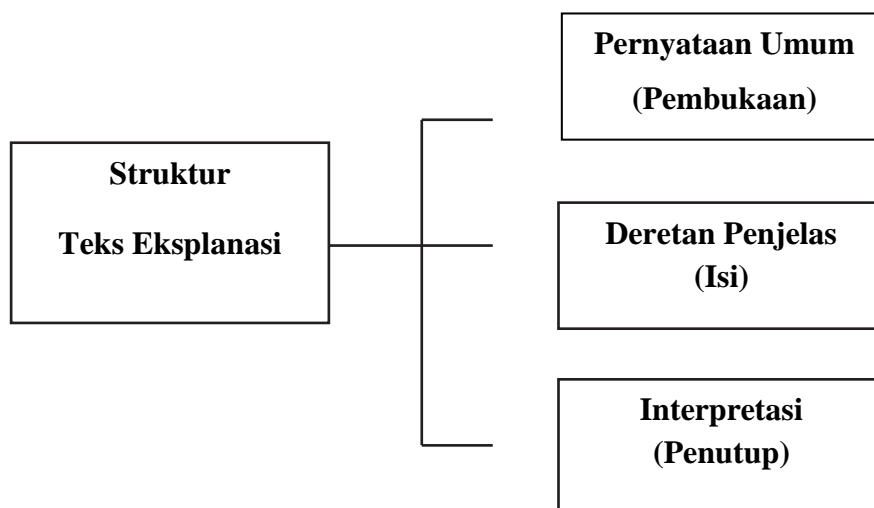 Struktur
Teks Eksplanasi
Pernyataan Umum
(Pembukaan)
Deretan Penjelas
(Isi)
Interpretasi
(Penutup)